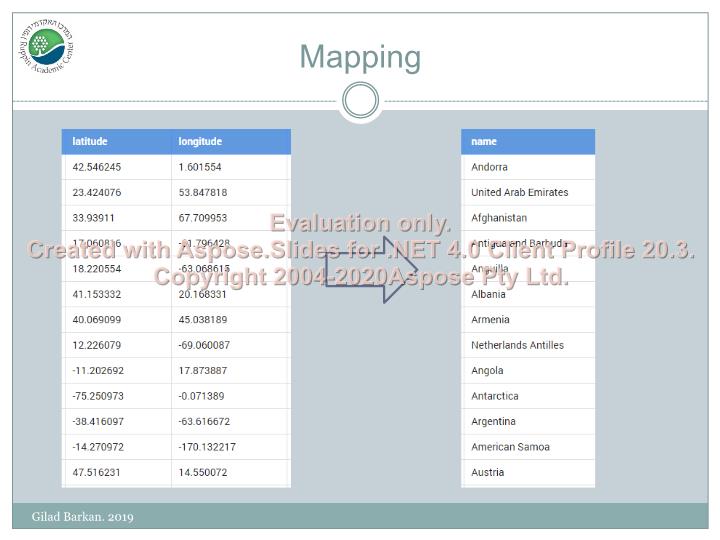 המרכז האקדמי רופין
Ruppin Academic Center
Mapping
latitude longitude name
42.546245 1.601554 Andorra
23.424076 53.847818 United Arab Emirates
33.93911 67.709953 Afghanistan
Evaluation only.
17.060816 -61.796428 Antigua and Barbuda
Created with Aspose.Slides for .NET 4.0 Client Profile 20.3.
18.220554 -63.068615 Anguilla
Copyright 2004-2020Aspose Pty Ltd.
41.153332 20.168331 Albania
40.069099 45.038189 Armenia
12.226079 -69.060087 Netherlands Antilles
-11.202692 17.873887 Angola
-75.250973 -0.071389 Antarctica
-38.416097 -63.616672 Argentina
-14.270972 -170.132217 American Samoa
47.516231 14.550072 Austria
Gilad Barkan. 2019